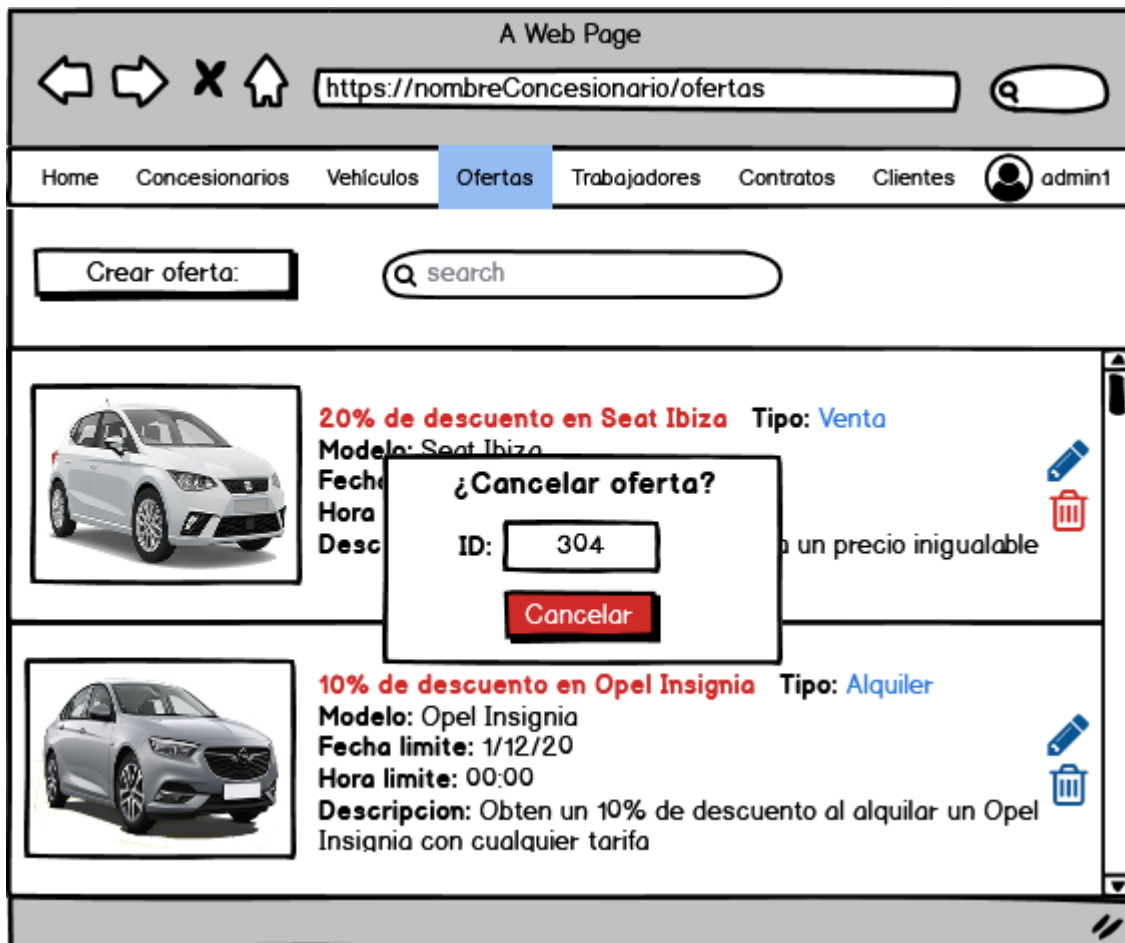 A Web Page
https://nombreConcesionario/ofertas
Home Concesionarios Vehiculos Ofertas Trabajadores Contratos Clientes admin1
Crear oferta: search
20% de descuento en Seat Ibiza Tipo: Venta
Modelo: Seat Ibiza
Hora
¿Cancelar oferta?
ID: 304
un precio inigualable
Cancelar
10% de descuento en Opel Insignia Tipo: Alquiler
Modelo: Opel Insignia
Fecha limite: 1/12/20
Hora limite: 00:00
Descripcion: Obten un 10% de descuento al alquilar un Opel
Insignia con cualquier tarifa